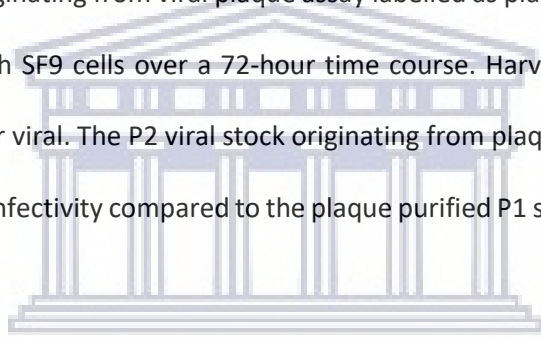 ginating from viral plaque assay labelled as pla
h SF9 cells over a 72-hour time course. Harv
r viral. The P2 viral stock originating from plaq
nfectivity compared to the plaque purified P1 s